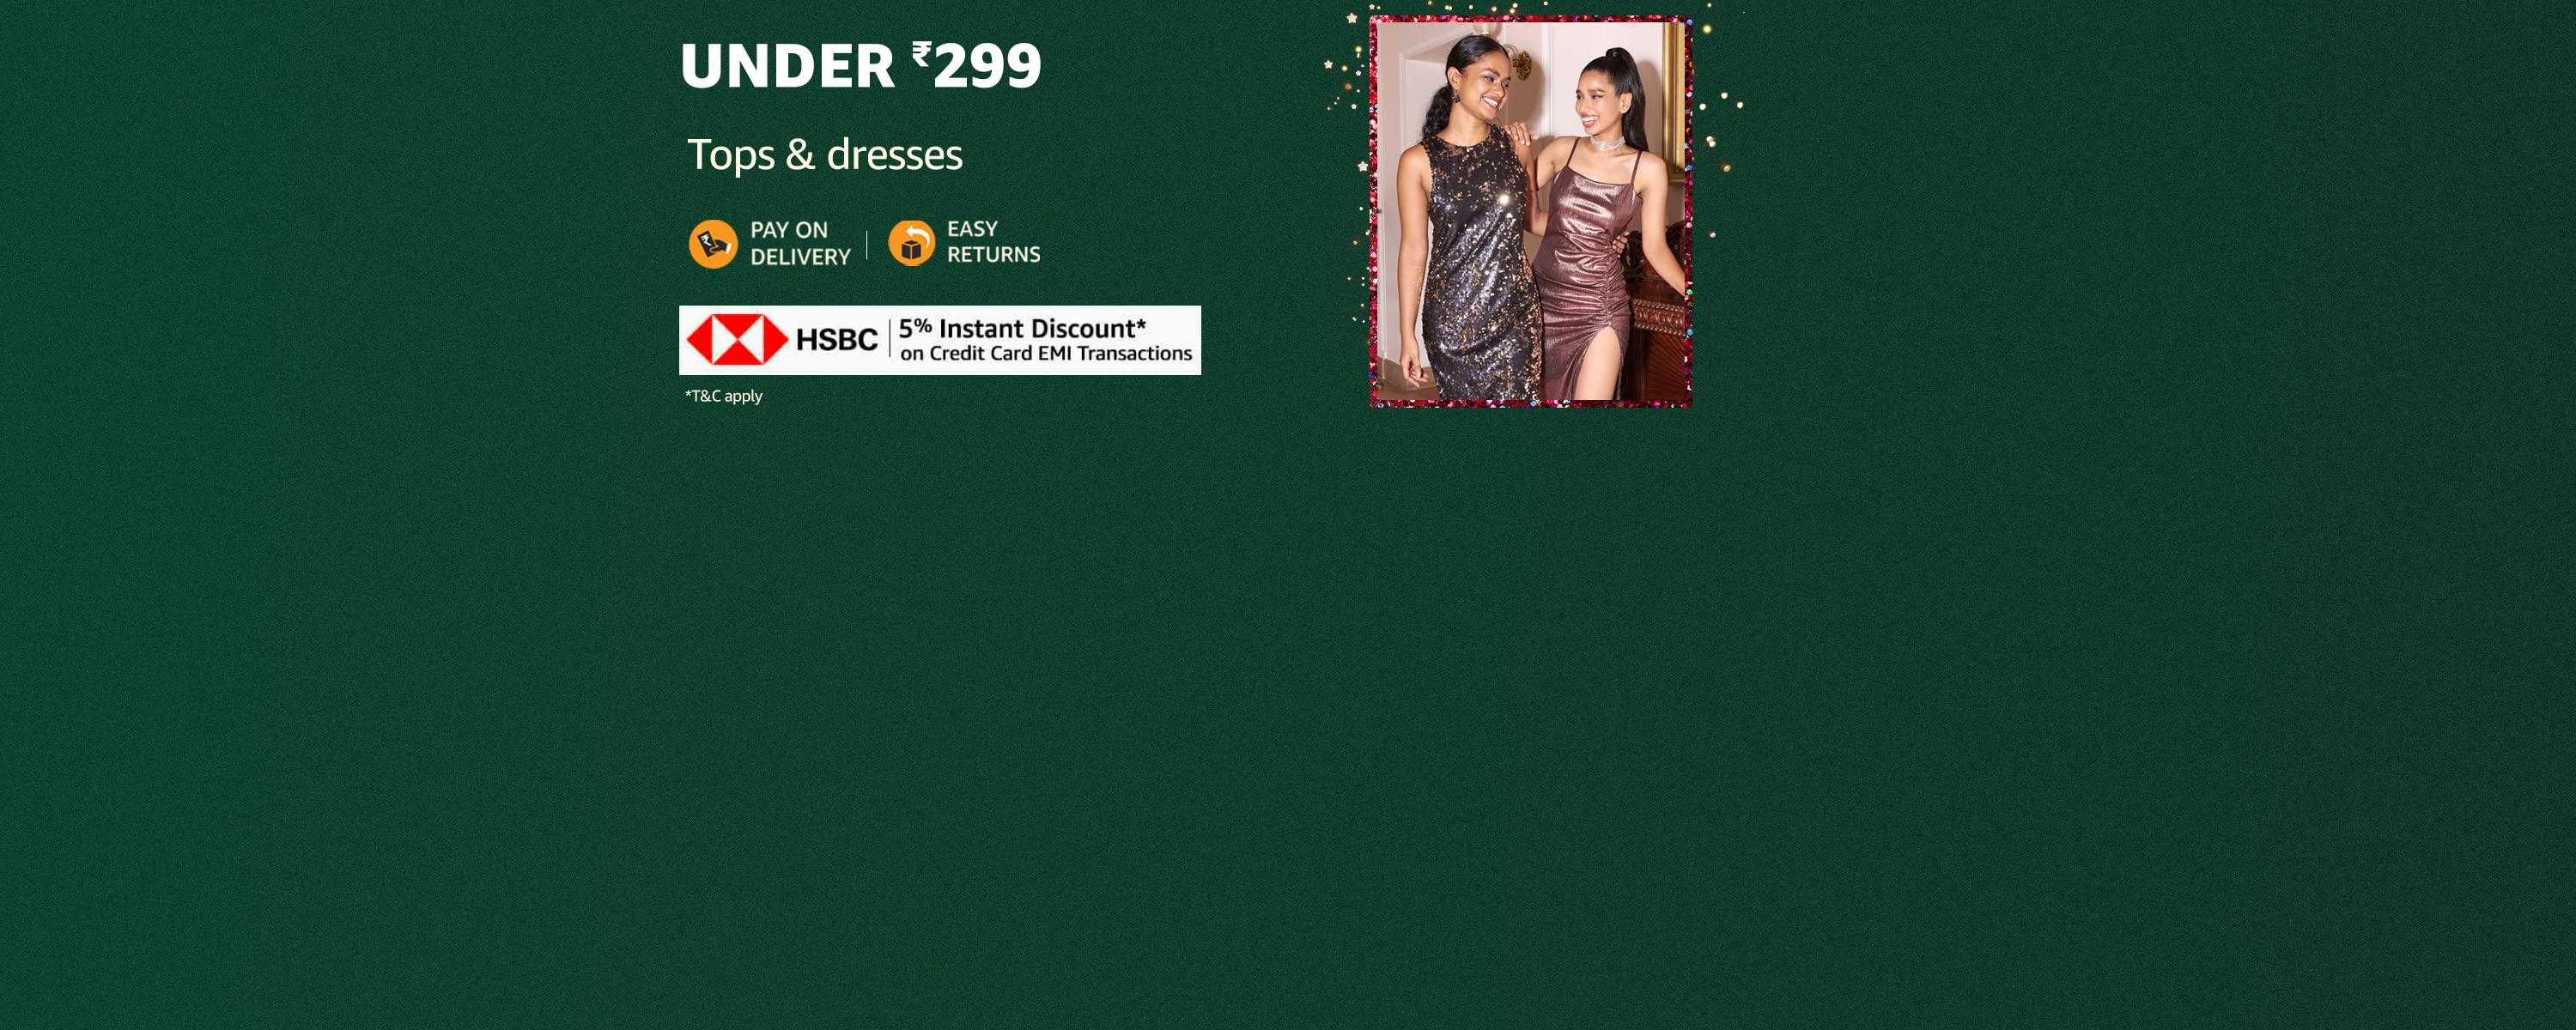 UNDER ₹299
Tops & dresses
PAY ON
DELIVERY
EASY
RETURNS
HSBC
5% Instant Discount*
on Credit Card EMI Transactions
*T&C apply